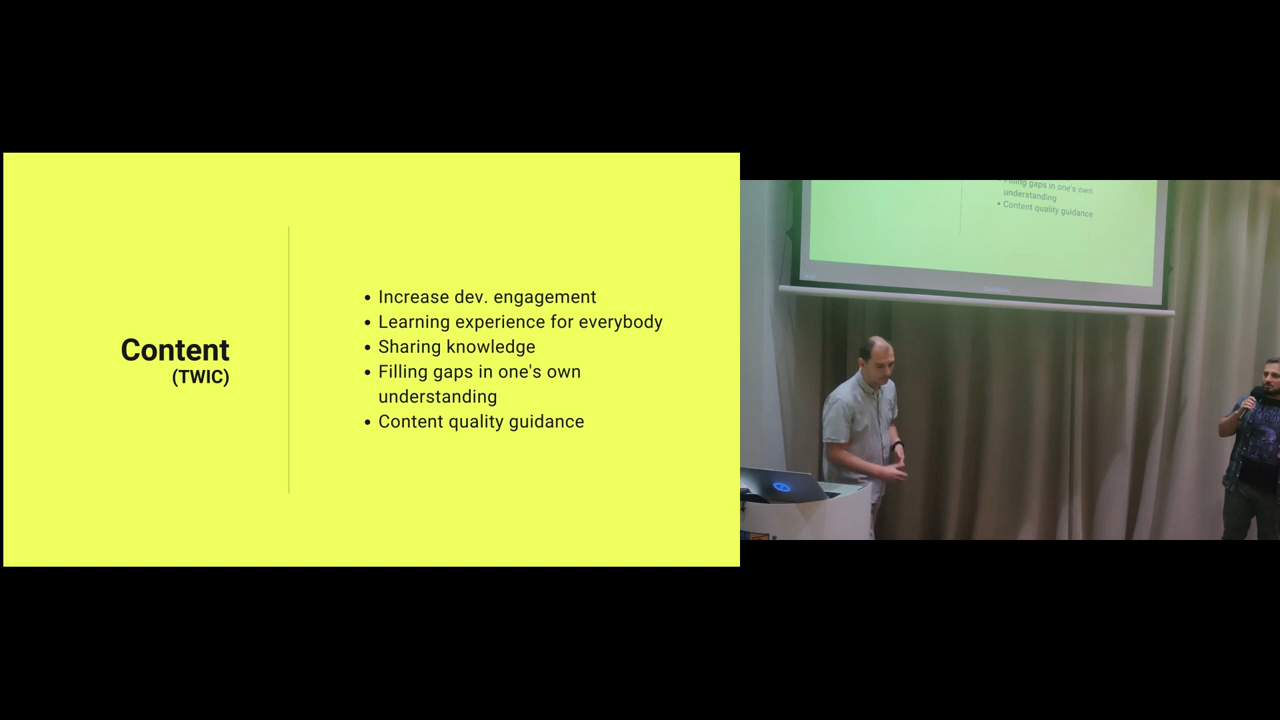 Content
(TWIC)
• Increase dev. engagement
• Learning experience for everybody
• Sharing knowledge
• Filling gaps in one's own
understanding
• Content quality guidance
Filling gaps in one's own
understanding
• Content quality guidance